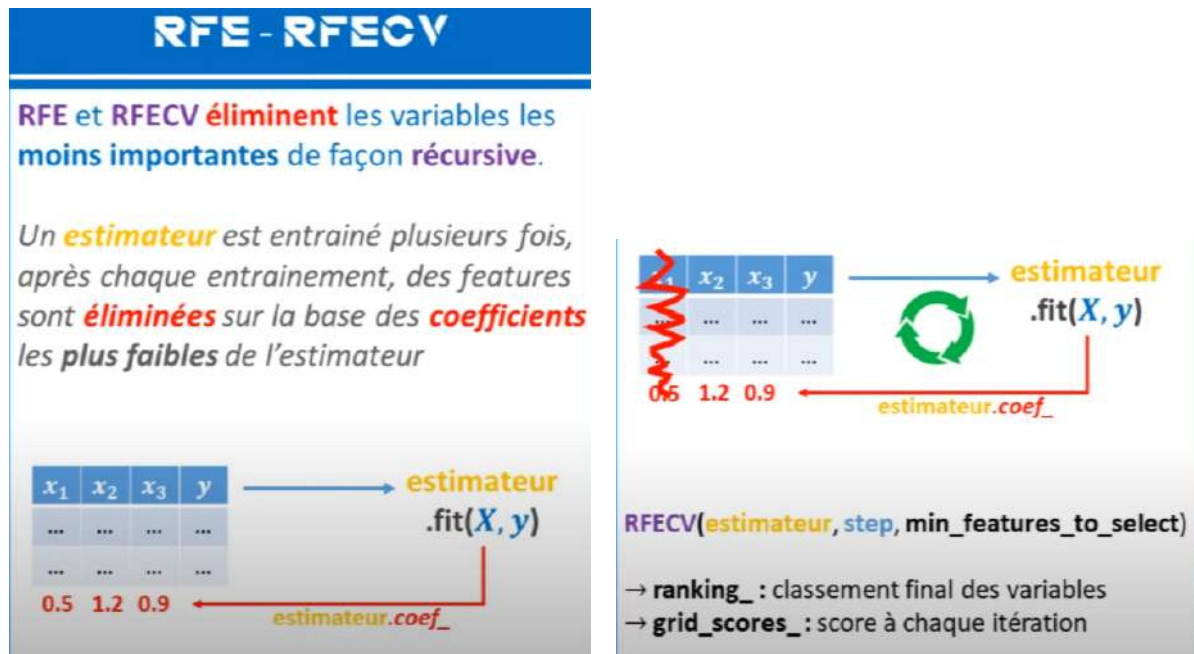 RFE - RFECV
RFE et RFECV éliminent les variables les
moins importantes de façon récursive.
Un estimateur est entrainé plusieurs fois,
après chaque entrainement, des features
sont éliminées sur la base des coefficients
les plus faibles de l'estimateur
x₁ x₂ x₃ y
estimateur
.fit(X, y)
... ... ... ...
... ... ... ...
0.5 1.2 0.9
estimateur.coef_
x₁ x₂ x₃ y
estimateur
.fit(X, y)
... ... ... ...
... ... ... ...
0.5 1.2 0.9
estimateur.coef_
RFECV(estimateur, step, min_features_to_select)
→ ranking_ : classement final des variables
→ grid_scores_ : score à chaque itération